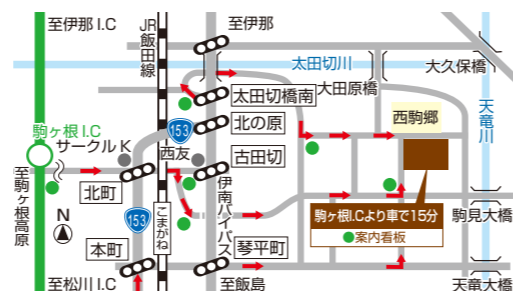 至伊那I.C
JR飯田線
至伊那
太田切川
大田原橋
大久保橋
天竜川
太田切橋南
153
北の原
西駒郷
駒ヶ根I.C
サークルK
西友
古田切
北町
至駒ヶ根高原
N
153
こまがね
伊南バイパス
駒ヶ根I.Cより車で15分
案内看板
駒見大橋
本町
琴平町
至松川I.C
至飯島
天竜大橋